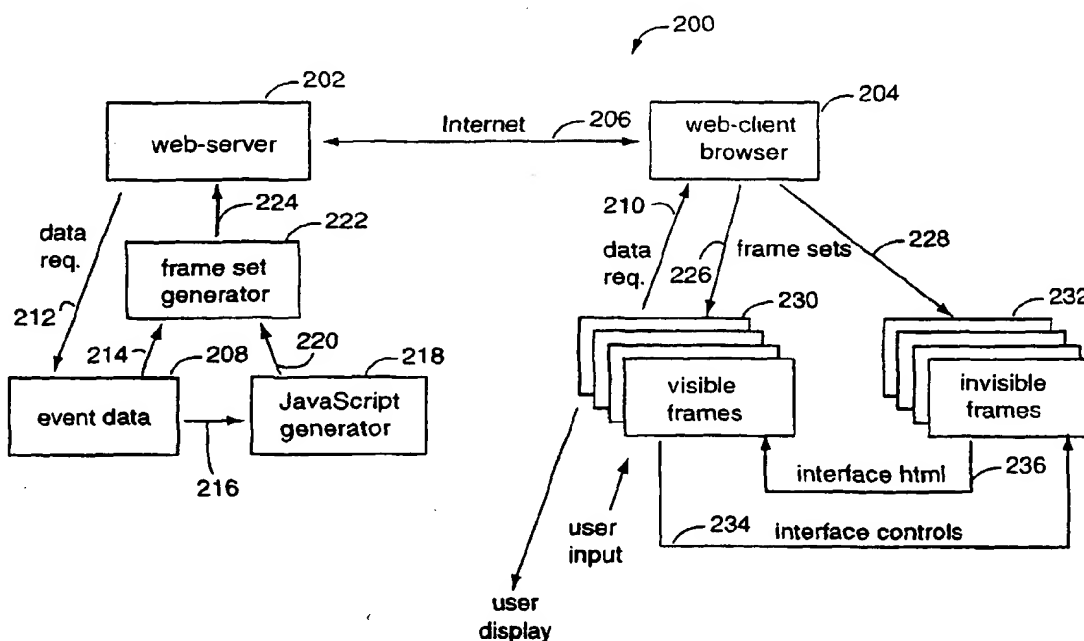 200
202
204
web-server
Internet
206
web-client
browser
224
222
data
req.
212
frame set
generator
214
208
220
218
event data
JavaScript
generator
216
210
data
req.
226
frame sets
228
230
232
visible
frames
invisible
frames
interface html
236
234
interface controls
user
input
user
display